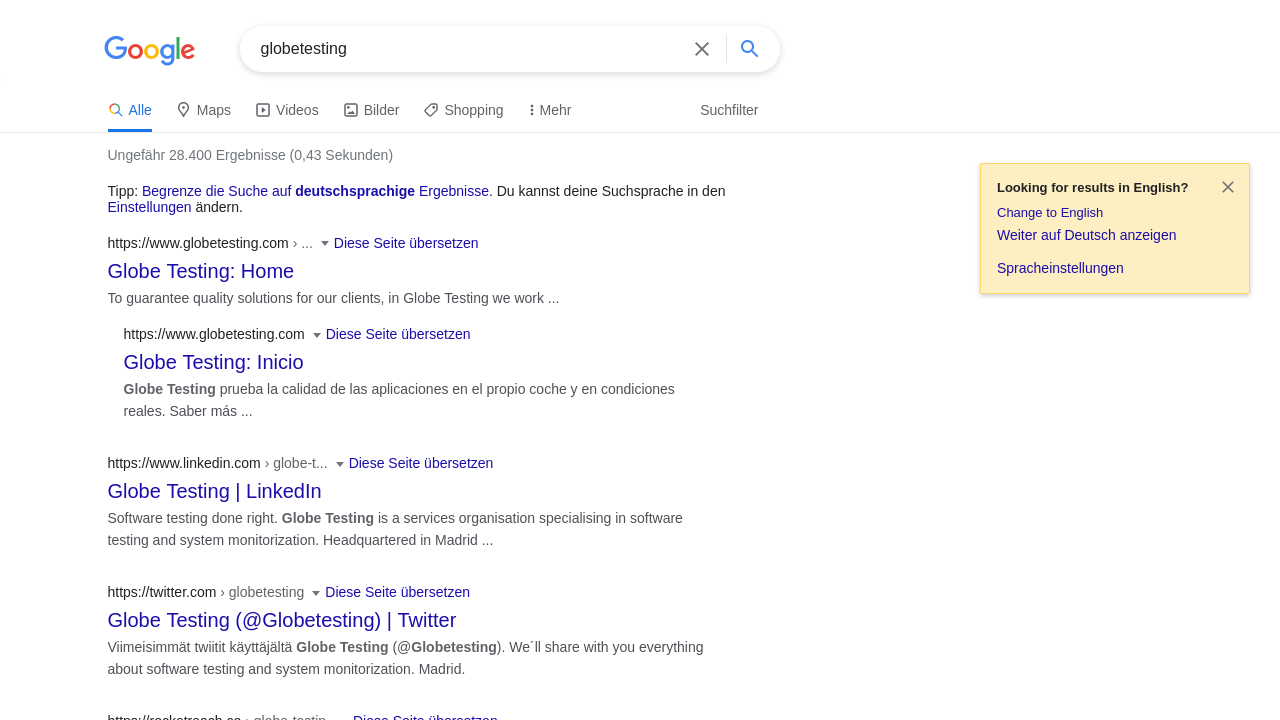 Google
globetesting
Alle Maps Videos Bilder Shopping Mehr Suchfilter
Ungefähr 28.400 Ergebnisse (0,43 Sekunden)
Tipp: Begrenze die Suche auf deutschsprachige Ergebnisse. Du kannst deine Suchsprache in den
Einstellungen ändern.
Looking for results in English?
Change to English
Weiter auf Deutsch anzeigen
Spracheinstellungen
https://www.globetesting.com › ... Diese Seite übersetzen
Globe Testing: Home
To guarantee quality solutions for our clients, in Globe Testing we work ...
https://www.globetesting.com Diese Seite übersetzen
Globe Testing: Inicio
Globe Testing prueba la calidad de las aplicaciones en el propio coche y en condiciones
reales. Saber más ...
https://www.linkedin.com › globe-t... Diese Seite übersetzen
Globe Testing | LinkedIn
Software testing done right. Globe Testing is a services organisation specialising in software
testing and system monitorization. Headquartered in Madrid ...
https://twitter.com › globetesting Diese Seite übersetzen
Globe Testing (@Globetesting) | Twitter
Viimeisimmät twiitit käyttäjältä Globe Testing (@Globetesting). We´ll share with you everything
about software testing and system monitorization. Madrid.
https://rocketreach.co › globe-testin... Diese Seite übersetzen